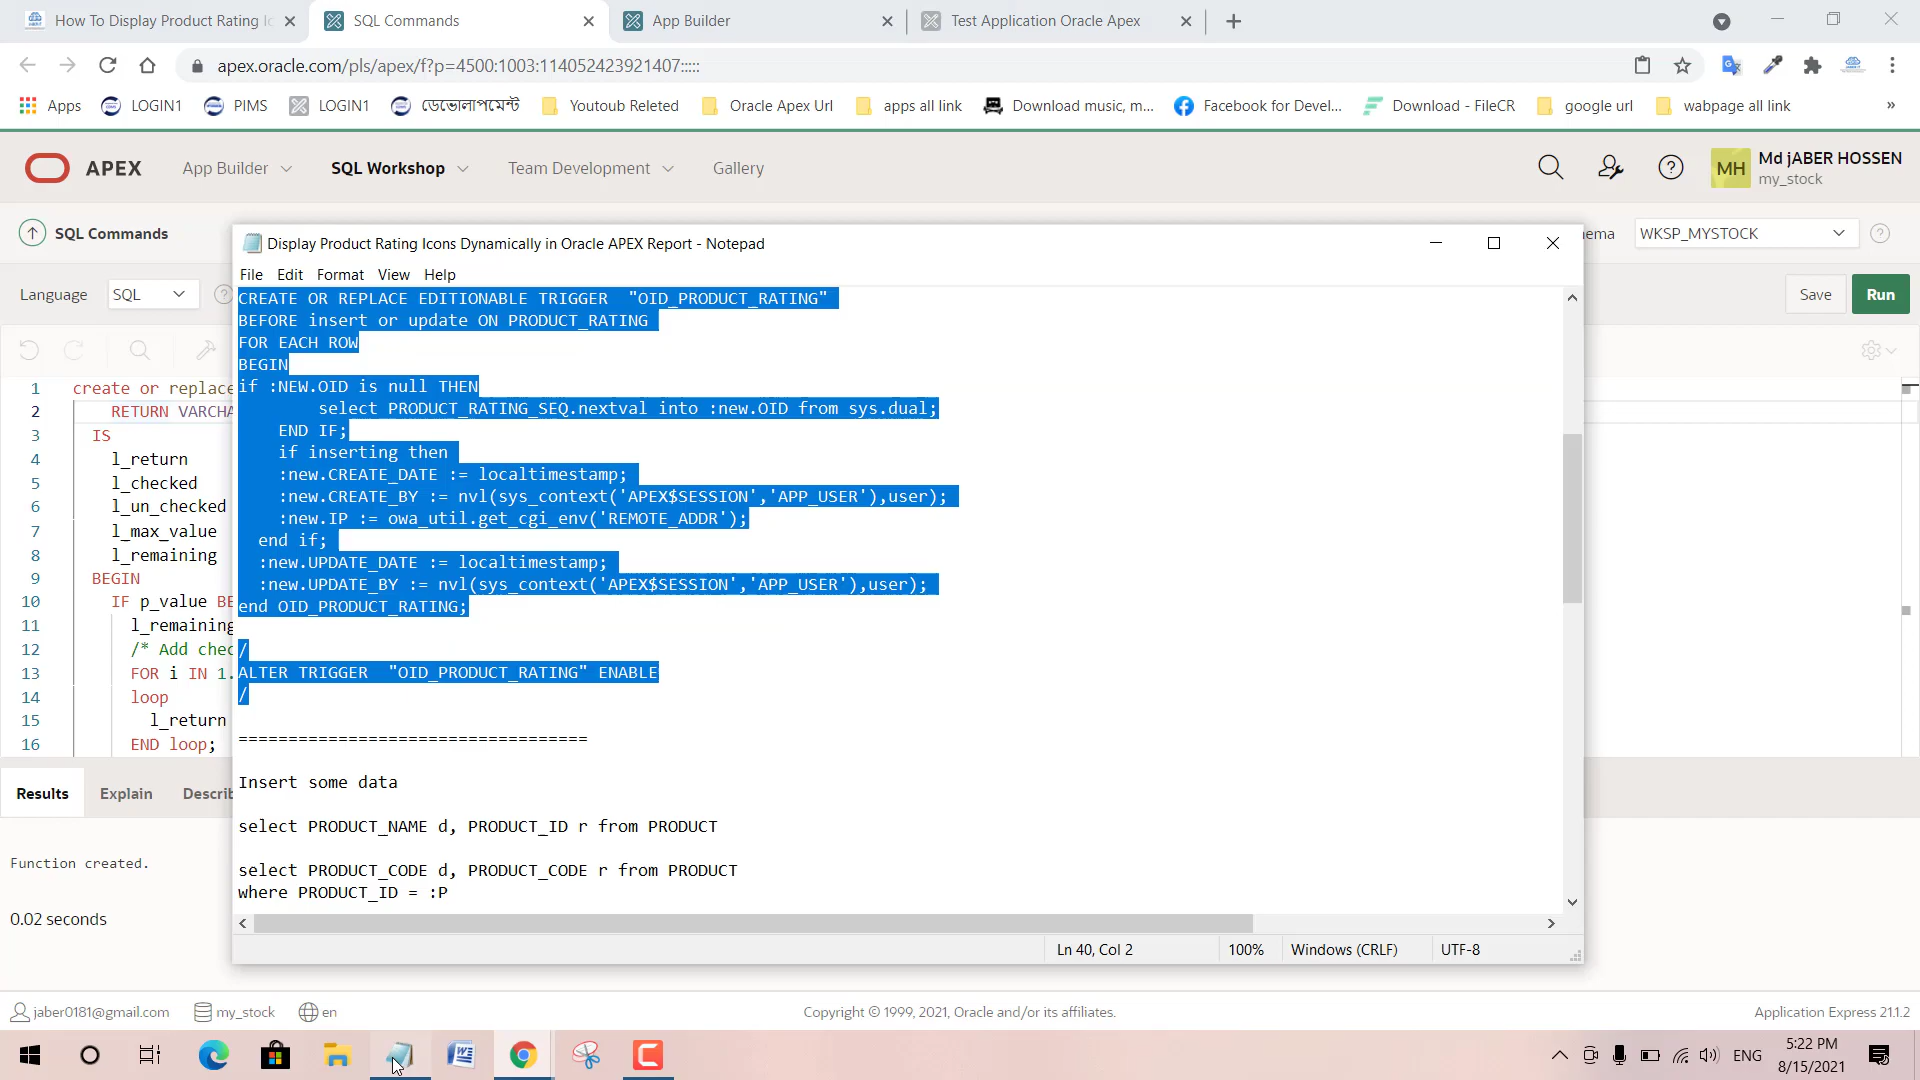 How To Display Product Rating Ic
SQL Commands
App Builder
Test Application Oracle Apex
apex.oracle.com/pls/apex/f?p=4500:1003:114052423921407:::::
Apps
LOGIN1
PIMS
LOGIN1
ডেভোলাপমেন্ট
Youtoub Releted
Oracle Apex Url
apps all link
Download music, m...
Facebook for Devel...
Download - FileCR
google url
webpage all link
»
APEX
App Builder
SQL Workshop
Team Development
Gallery
MH
Md jABER HOSSEN
my_stock
SQL Commands
ema
WKSP_MYSTOCK
Language
SQL
Save
Run
1 create or replace
2 RETURN VARCHA
3 IS
4 l_return
5 l_checked
6 l_un_checked
7 l_max_value
8 l_remaining
9 BEGIN
10 IF p_value BE
11 l_remaining
12 /* Add chec
13 FOR i IN 1.
14 loop
15 l_return
16 END loop;
Results
Explain
Describ
Function created.
0.02 seconds
Display Product Rating Icons Dynamically in Oracle APEX Report - Notepad
File Edit Format View Help
CREATE OR REPLACE EDITIONABLE TRIGGER "OID_PRODUCT_RATING"
BEFORE insert or update ON PRODUCT_RATING
FOR EACH ROW
BEGIN
if :NEW.OID is null THEN
select PRODUCT_RATING_SEQ.nextval into :new.OID from sys.dual;
END IF;
if inserting then
:new.CREATE_DATE := localtimestamp;
:new.CREATE_BY := nvl(sys_context('APEX$SESSION','APP_USER'),user);
:new.IP := owa_util.get_cgi_env('REMOTE_ADDR');
end if;
:new.UPDATE_DATE := localtimestamp;
:new.UPDATE_BY := nvl(sys_context('APEX$SESSION','APP_USER'),user);
end OID_PRODUCT_RATING;
/
ALTER TRIGGER "OID_PRODUCT_RATING" ENABLE
/
===================================
Insert some data
select PRODUCT_NAME d, PRODUCT_ID r from PRODUCT
select PRODUCT_CODE d, PRODUCT_CODE r from PRODUCT
where PRODUCT_ID = :P
Ln 40, Col 2
100%
Windows (CRLF)
UTF-8
jaber0181@gmail.com
my_stock
en
Copyright © 1999, 2021, Oracle and/or its affiliates.
Application Express 21.1.2
ENG
5:22 PM
8/15/2021